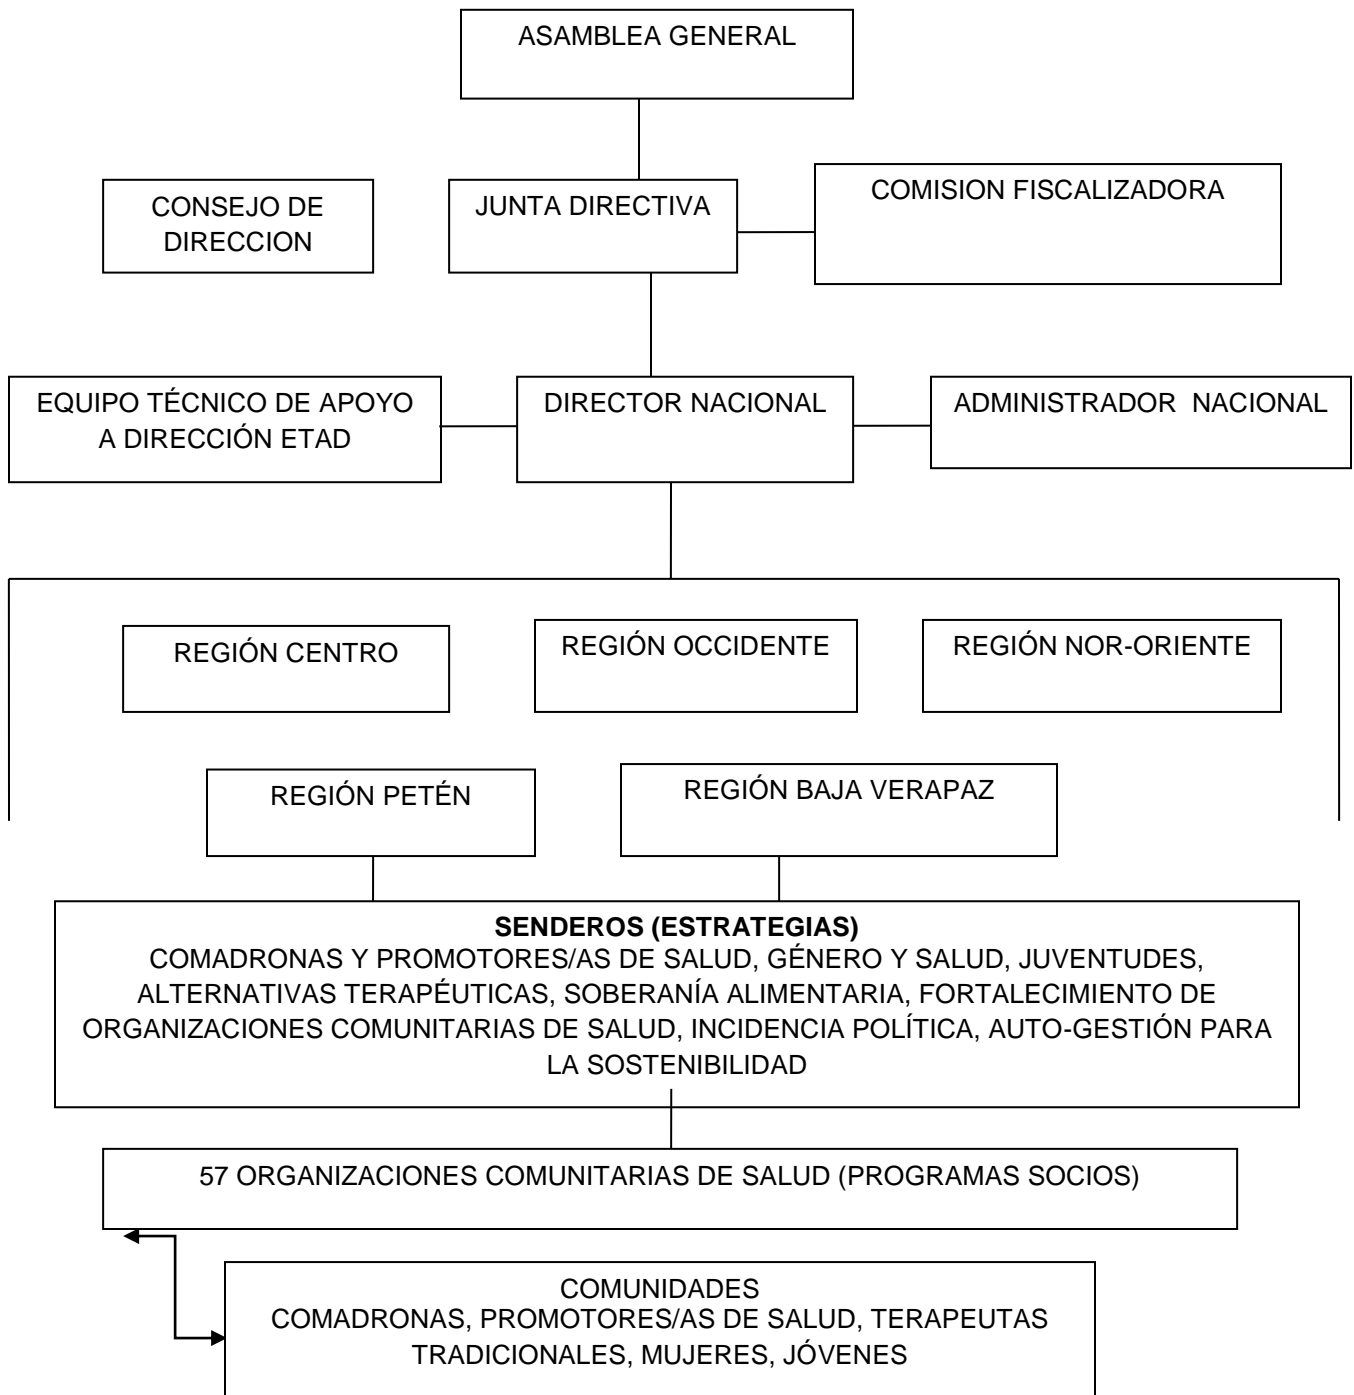 ASAMBLEA GENERAL
CONSEJO DE
DIRECCION
JUNTA DIRECTIVA
COMISION FISCALIZADORA
EQUIPO TÉCNICO DE APOYO
A DIRECCIÓN ETAD
DIRECTOR NACIONAL
ADMINISTRADOR  NACIONAL
REGIÓN CENTRO
REGIÓN OCCIDENTE
REGIÓN NOR-ORIENTE
REGIÓN PETÉN
REGIÓN BAJA VERAPAZ
SENDEROS (ESTRATEGIAS)
COMADRONAS Y PROMOTORES/AS DE SALUD, GÉNERO Y SALUD, JUVENTUDES,
ALTERNATIVAS TERAPÉUTICAS, SOBERANÍA ALIMENTARIA, FORTALECIMIENTO DE
ORGANIZACIONES COMUNITARIAS DE SALUD, INCIDENCIA POLÍTICA, AUTO-GESTIÓN PARA
LA SOSTENIBILIDAD
57 ORGANIZACIONES COMUNITARIAS DE SALUD (PROGRAMAS SOCIOS)
COMUNIDADES
COMADRONAS, PROMOTORES/AS DE SALUD, TERAPEUTAS
TRADICIONALES, MUJERES, JÓVENES